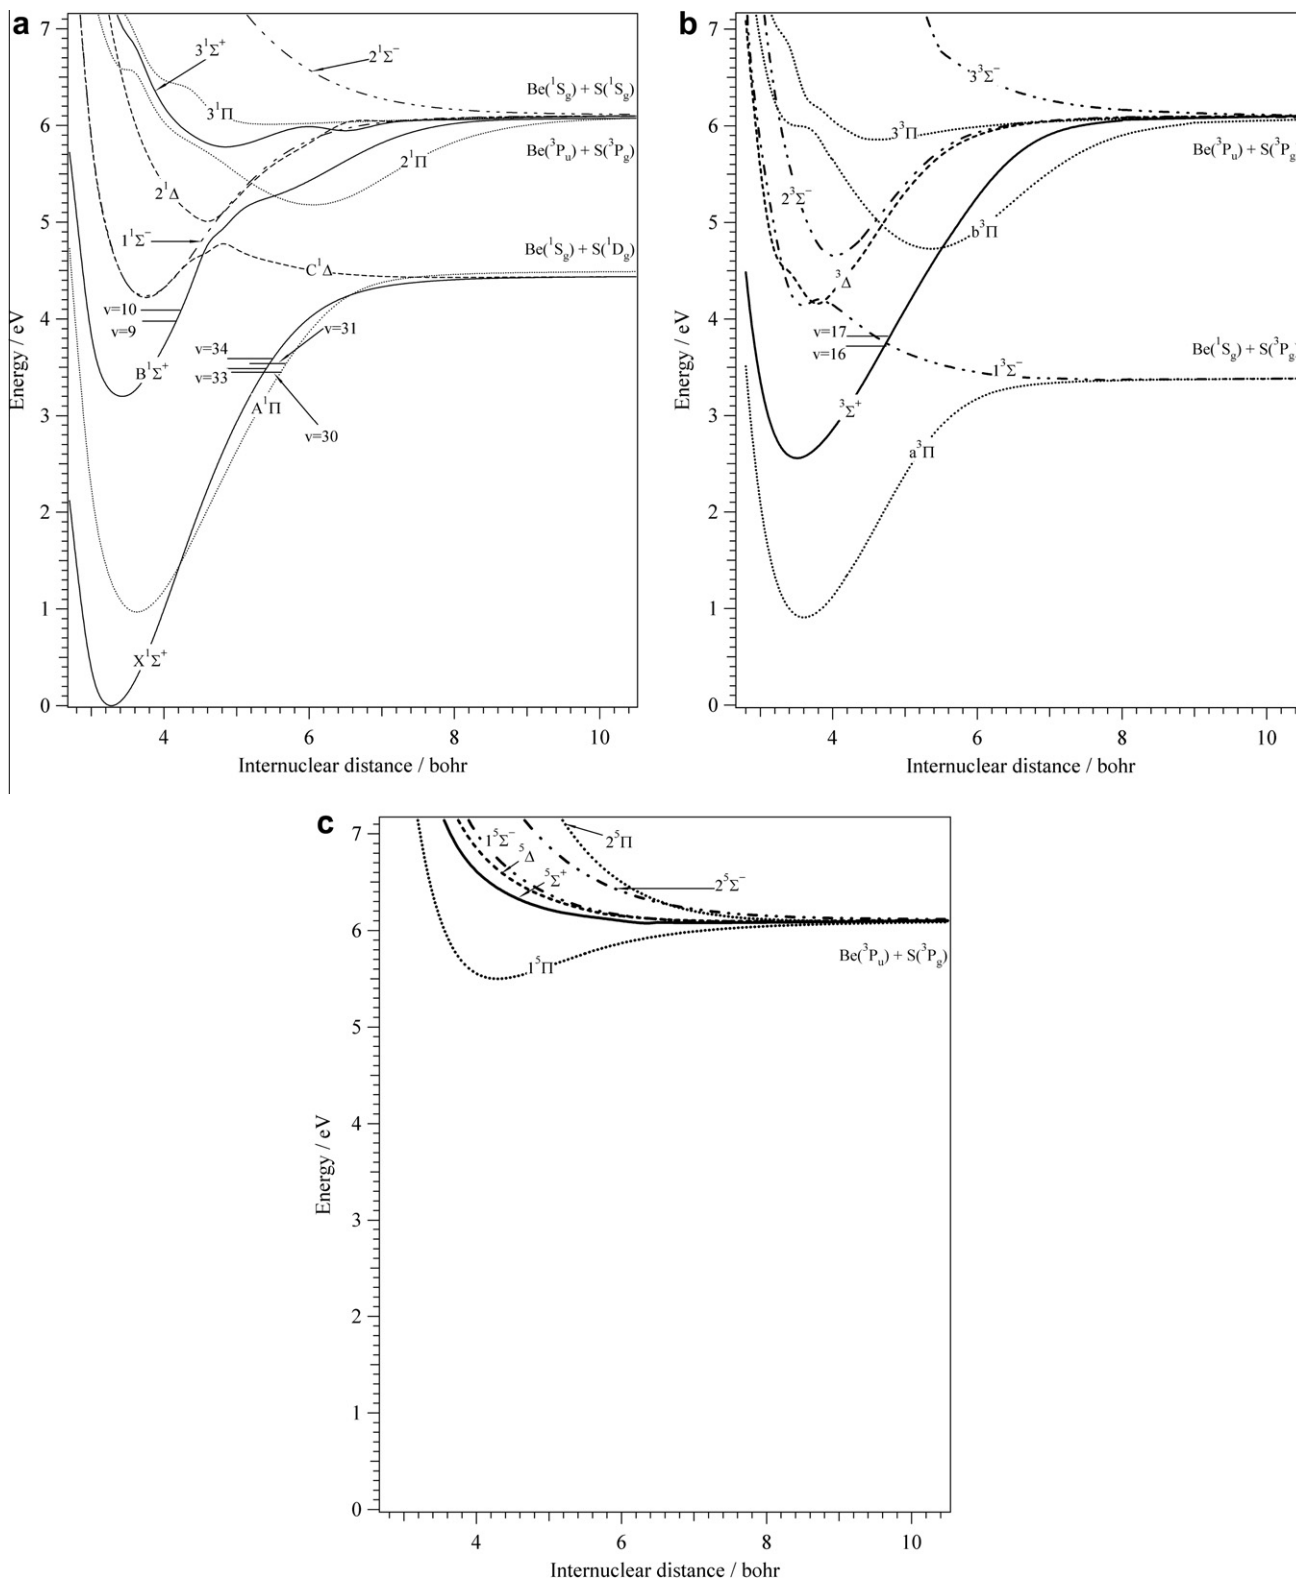 a
7
6
5
4
3
2
1
0
Energy / eV
3¹Σ⁺
2¹Σ⁻
3¹Π
2¹Π
2¹Δ
1¹Σ⁻
C¹Δ
v=10
v=9
B¹Σ⁺
v=34
v=33
v=31
A¹Π
v=30
X¹Σ⁺
Be(¹S_g) + S(¹S_g)
Be(³P_u) + S(³P_g)
Be(¹S_g) + S(¹D_g)
4 6 8 10
Internuclear distance / bohr
b
7
6
5
4
3
2
1
0
Energy / eV
3³Σ⁻
3³Π
2³Σ⁻
b³Π
³Δ
v=17
v=16
1³Σ⁻
³Σ⁺
a³Π
Be(³P_u) + S(³P_g
Be(¹S_g) + S(³P_g
4 6 8 10
Internuclear distance / bohr
c
7
6
5
4
3
2
1
0
Energy / eV
1⁵Σ⁻
⁵Δ
⁵Σ⁺
2⁵Π
2⁵Σ⁻
1⁵Π
Be(³P_u) + S(³P_g)
4 6 8 10
Internuclear distance / bohr